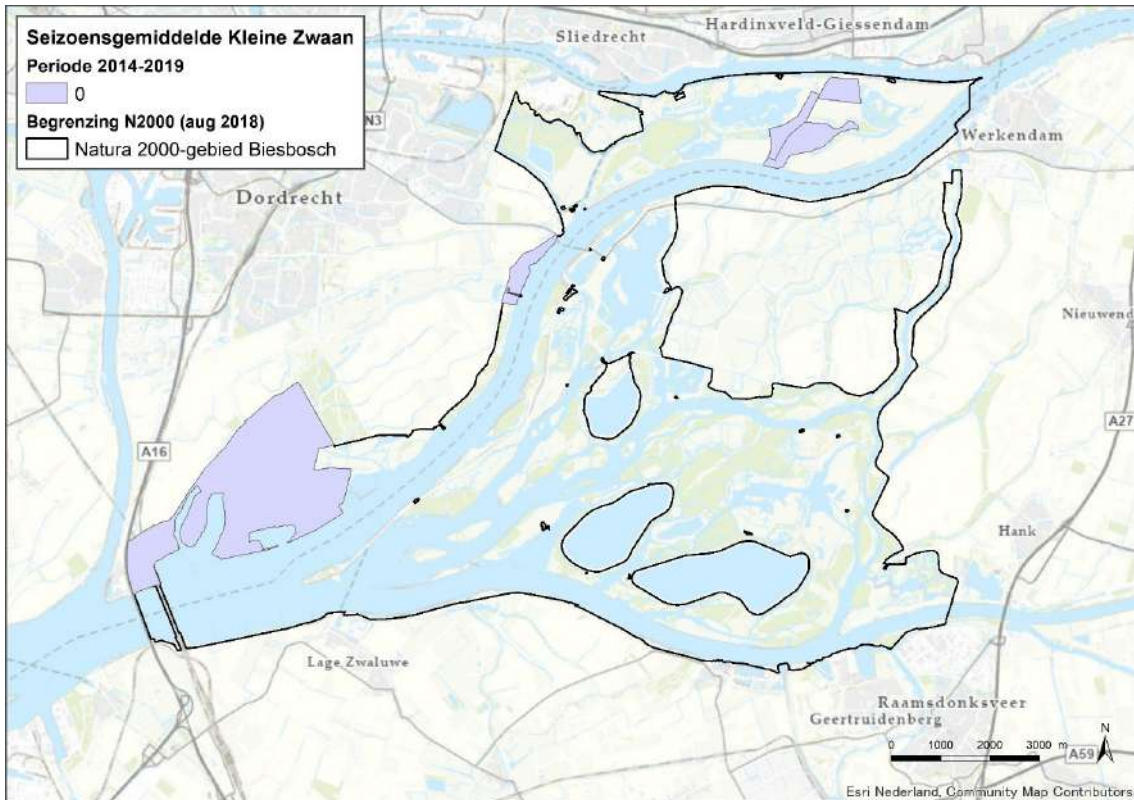 Seizoensgemiddelde Kleine Zwaan
Periode 2014-2019
0
Begrenzing N2000 (aug 2018)
Natura 2000-gebied Biesbosch
Hardinxveld-Giessendam
Sliedrecht
N3
Werkendam
Dordrecht
Nieuwend
A27
A16
Hank
Lage Zwaluwe
Raamsdonksveer
Geertruidenberg
N
0 1000 2000 3000 m
A59
Esri Nederland, Community Map Contributors